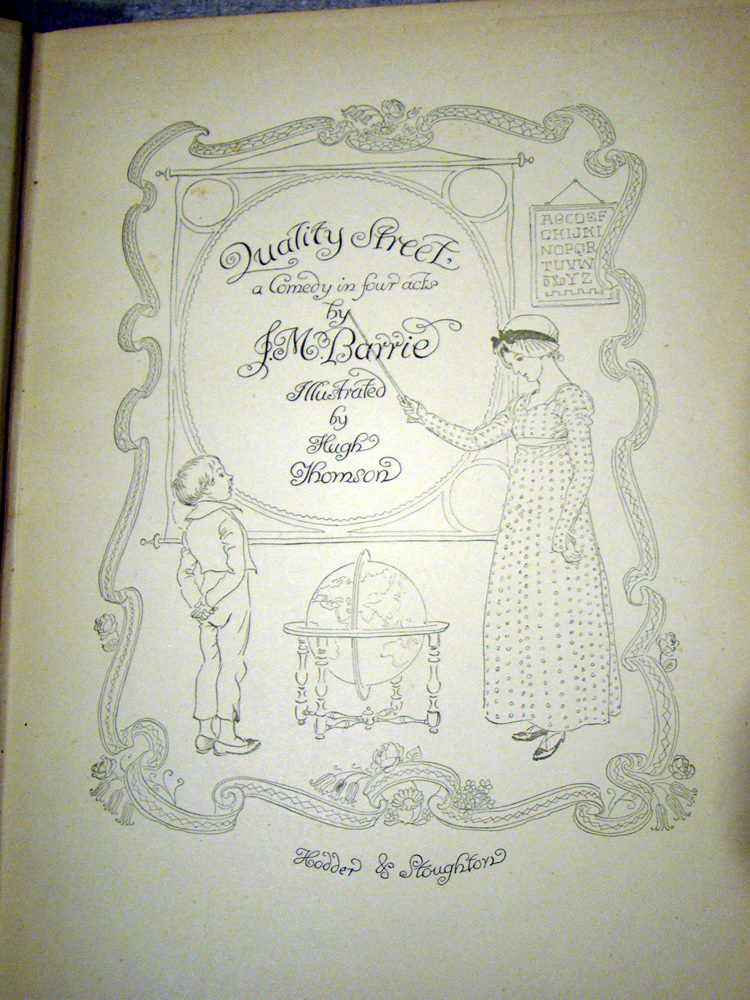 Quality Street,
a Comedy in four acts
by
J.M. Barrie
Illustrated
by
Hugh
Thomson
ABCDEF
GHIJKl
NOPQR
TUVW
XYZ
Hodder & Stoughton